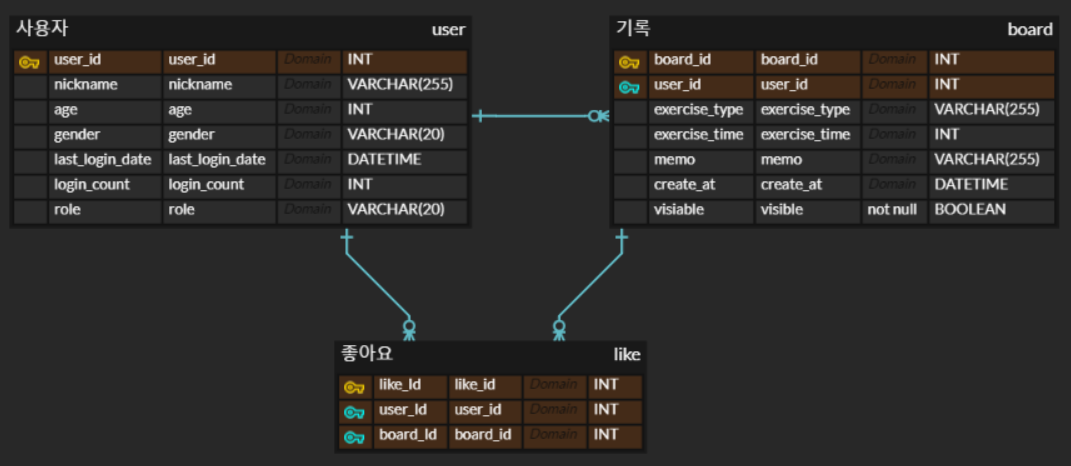 사용자 user
user_id user_id Domain INT
nickname nickname Domain VARCHAR(255)
age age Domain INT
gender gender Domain VARCHAR(20)
last_login_date last_login_date Domain DATETIME
login_count login_count Domain INT
role role Domain VARCHAR(20)
기록 board
board_id board_id Domain INT
user_id user_id Domain INT
exercise_type exercise_type Domain VARCHAR(255)
exercise_time exercise_time Domain INT
memo memo Domain VARCHAR(255)
create_at create_at Domain DATETIME
visiable visible not null BOOLEAN
좋아요 like
like_Id like_id Domain INT
user_Id user_id Domain INT
board_Id board_id Domain INT